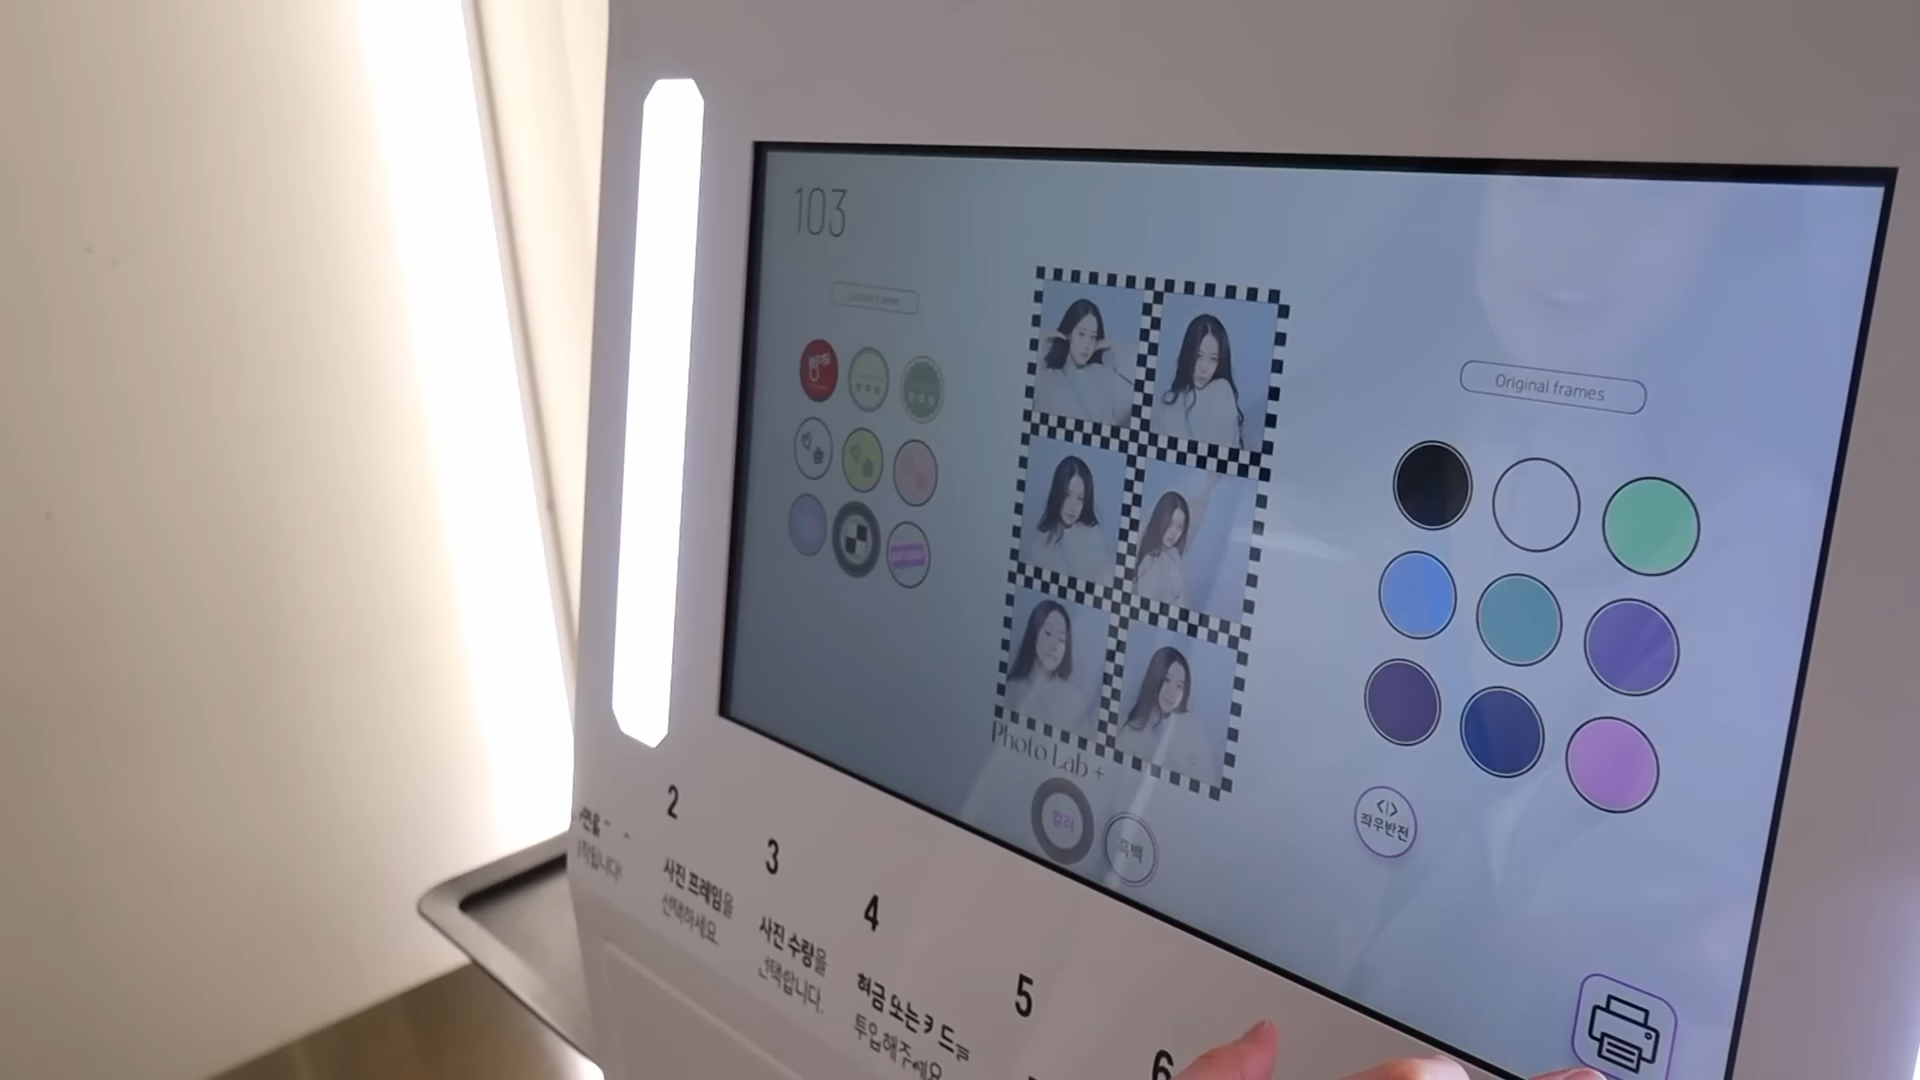 103
Original frames
Photo Lab +
컬러
흑백
좌우반전
2
사진 프레임을
선택하세요.
3
사진 수량을
선택합니다.
4
현금 또는 카드를
투입해주세요
5
6